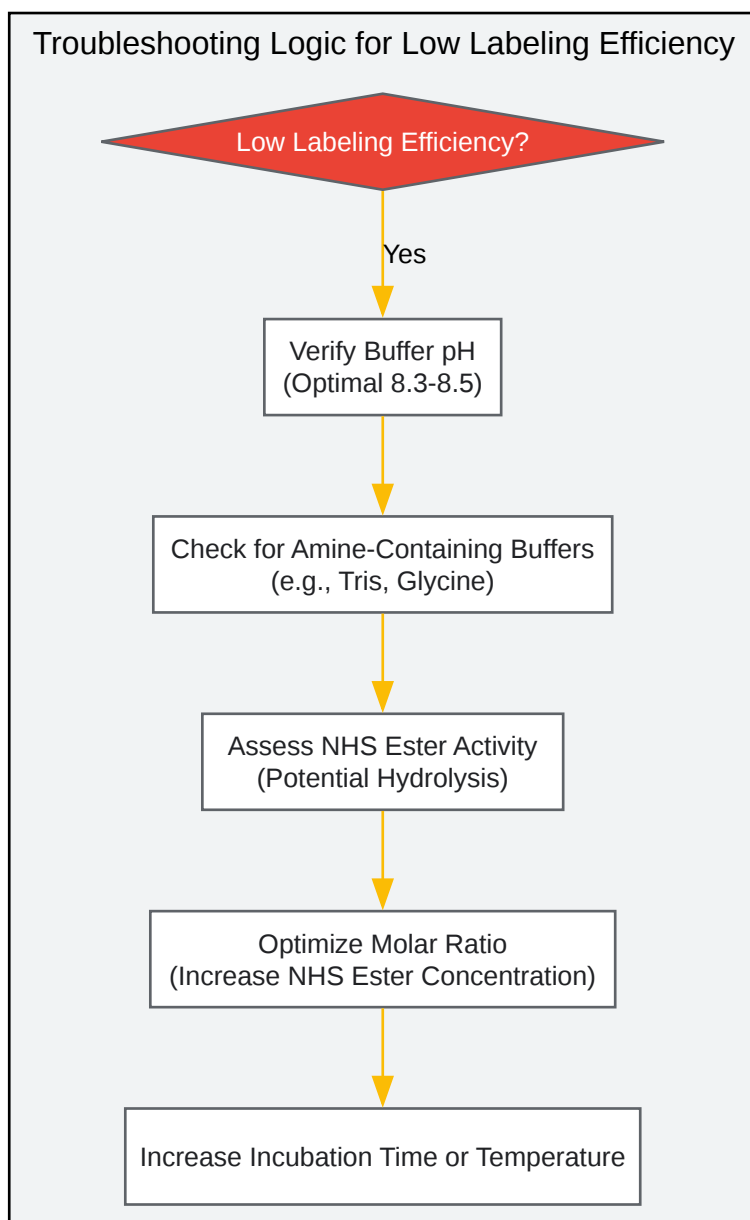 Troubleshooting Logic for Low Labeling Efficiency
Low Labeling Efficiency?
Yes
Verify Buffer pH
(Optimal 8.3-8.5)
Check for Amine-Containing Buffers
(e.g., Tris, Glycine)
Assess NHS Ester Activity
(Potential Hydrolysis)
Optimize Molar Ratio
(Increase NHS Ester Concentration)
Increase Incubation Time or Temperature